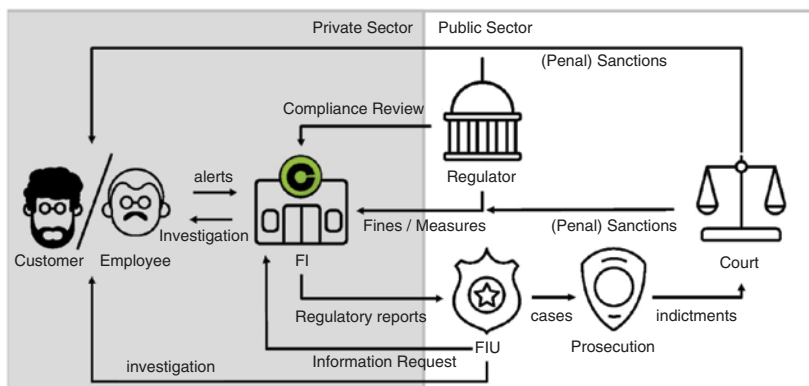 Private Sector
Public Sector
(Penal) Sanctions
Compliance Review
alerts
Regulator
Investigation
Fines / Measures
(Penal) Sanctions
Customer
Employee
FI
Court
Regulatory reports
cases
indictments
FIU
Prosecution
investigation
Information Request